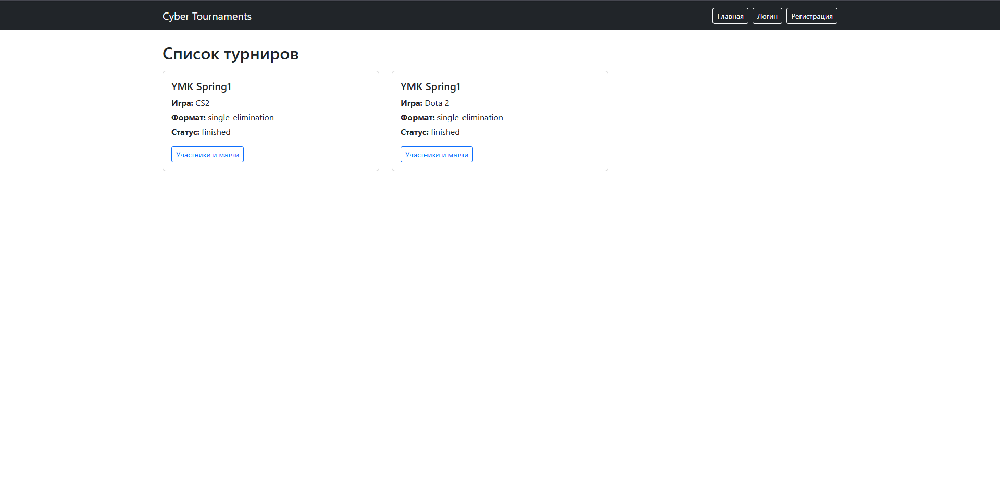 Cyber Tournaments
Главная Логин Регистрация
Список турниров
YMK Spring1
Игра: CS2
Формат: single_elimination
Статус: finished
Участники и матчи
YMK Spring1
Игра: Dota 2
Формат: single_elimination
Статус: finished
Участники и матчи